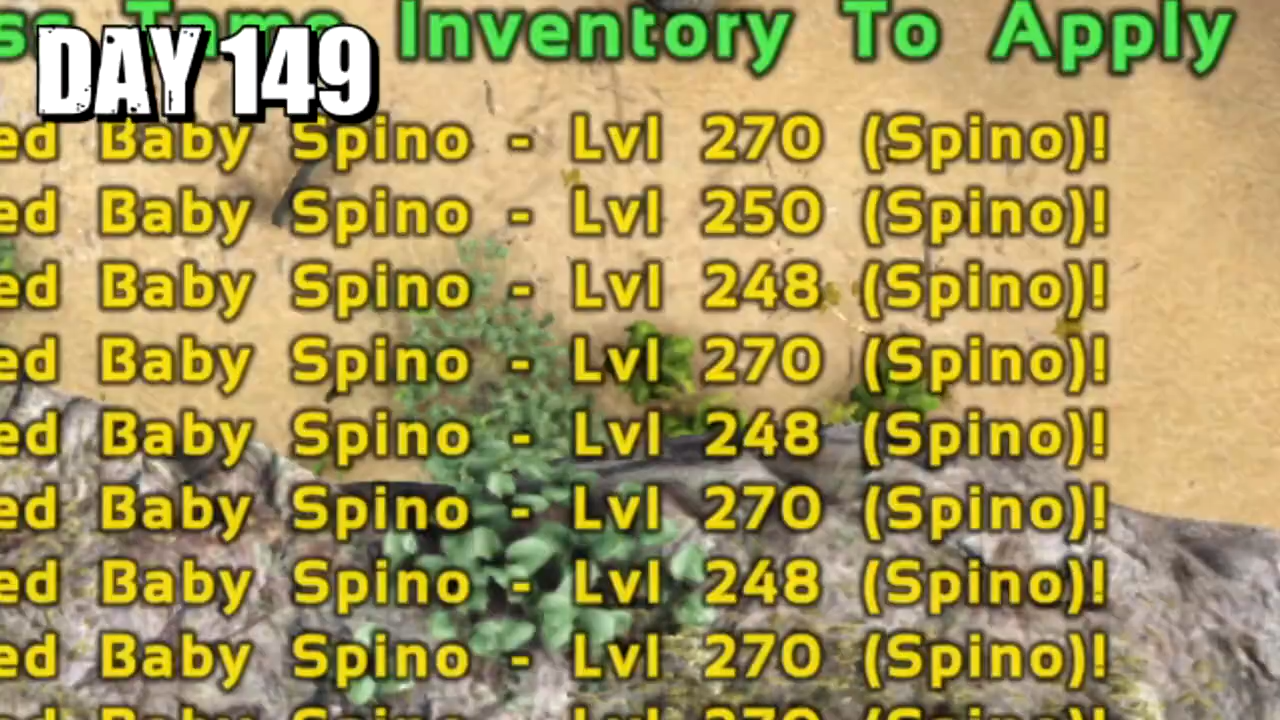 Inventory To Apply
DAY 149
ed Baby Spino - Lvl 270 (Spino)!
ed Baby Spino - Lvl 250 (Spino)!
ed Baby Spino - Lvl 248 (Spino)!
ed Baby Spino - Lvl 270 (Spino)!
ed Baby Spino - Lvl 248 (Spino)!
ed Baby Spino - Lvl 270 (Spino)!
ed Baby Spino - Lvl 248 (Spino)!
ed Baby Spino - Lvl 270 (Spino)!